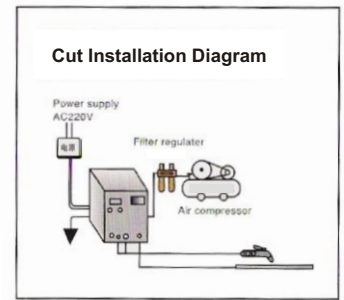 Cut Installation Diagram
Power supply
AC220V
电源
Filter regulater
Air compressor